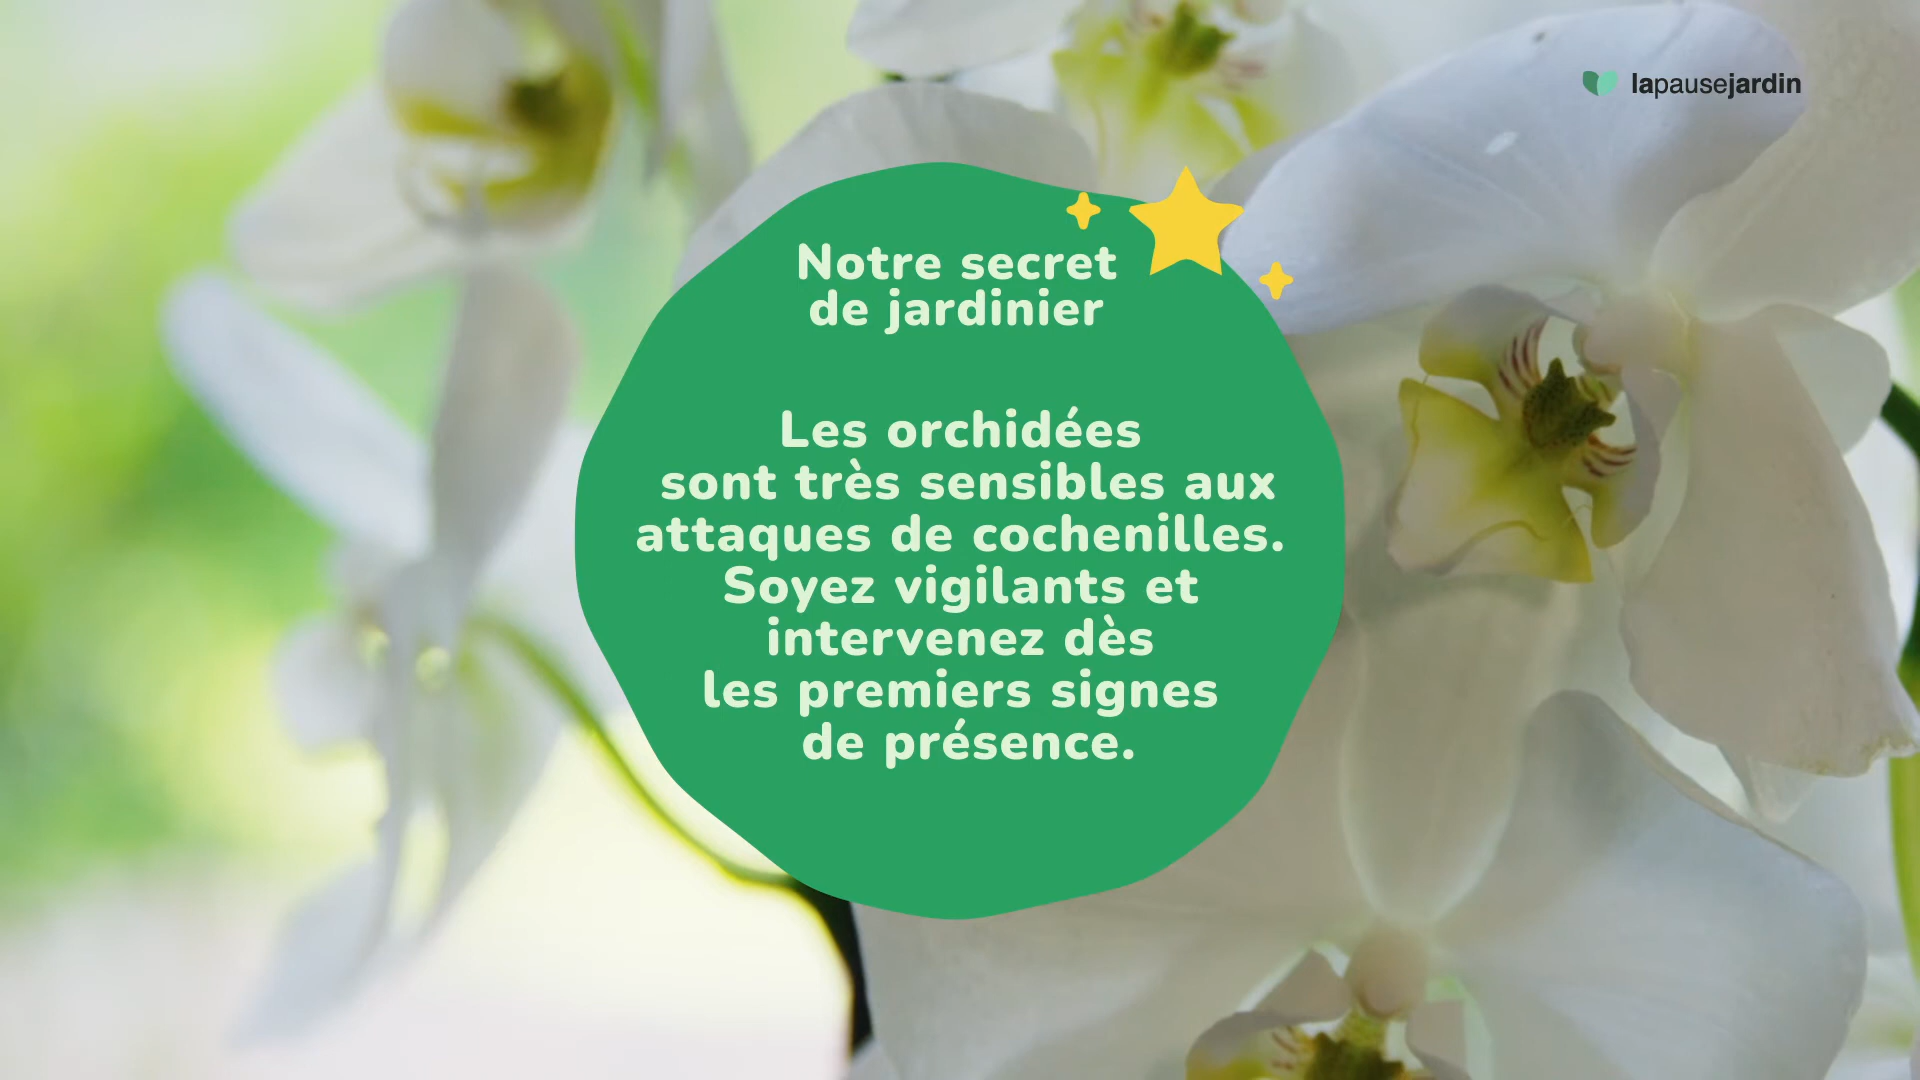 lapausejardin
Notre secret
de jardinier
Les orchidées
sont très sensibles aux
attaques de cochenilles.
Soyez vigilants et
intervenez dès
les premiers signes
de présence.